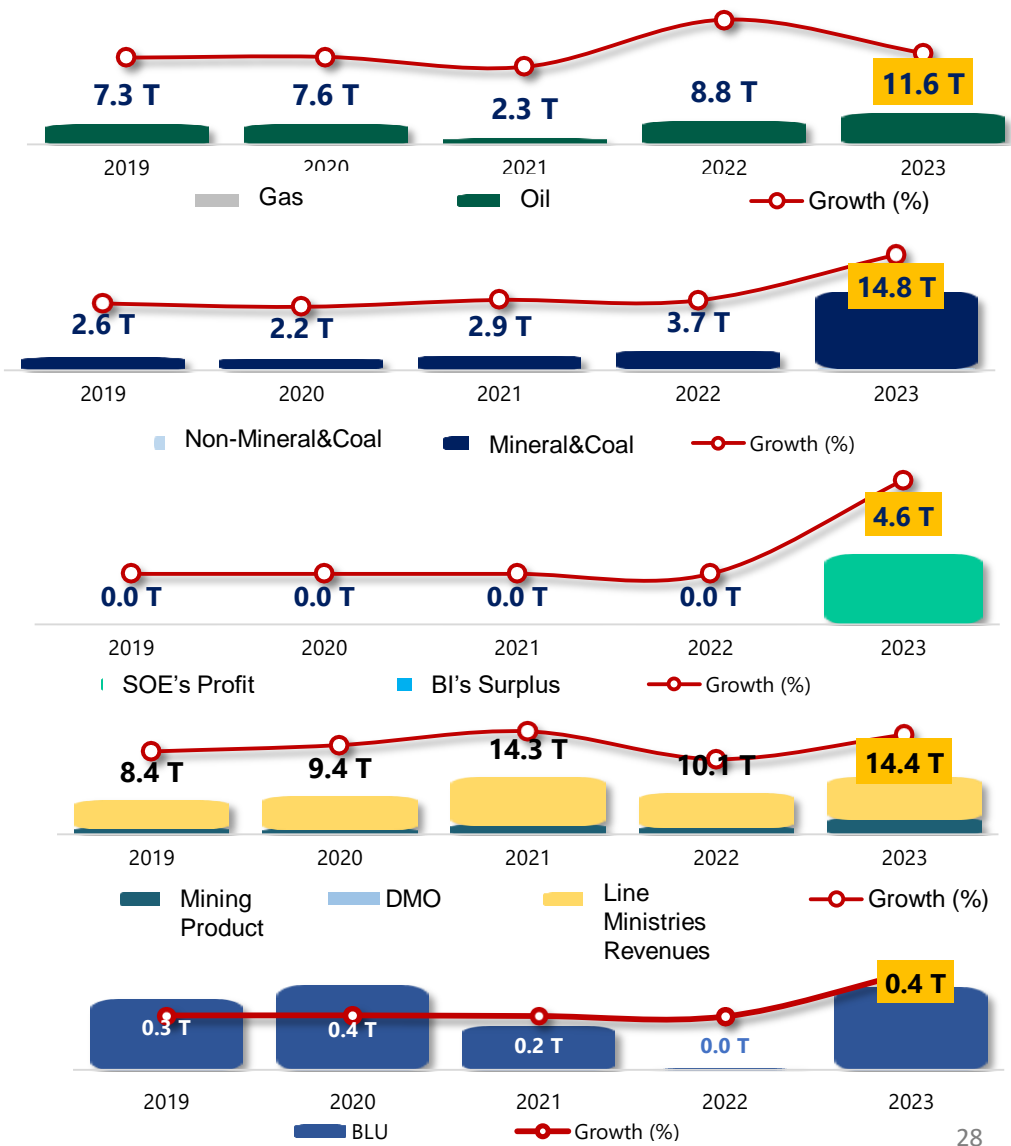 7.3 T 7.6 T 2.3 T 8.8 T 11.6 T
2019 2020 2021 2022 2023
Gas Oil Growth (%)
2.6 T 2.2 T 2.9 T 3.7 T 14.8 T
2019 2020 2021 2022 2023
Non-Mineral&Coal Mineral&Coal Growth (%)
0.0 T 0.0 T 0.0 T 0.0 T 4.6 T
2019 2020 2021 2022 2023
SOE's Profit BI's Surplus Growth (%)
8.4 T 9.4 T 14.3 T 10.1 T 14.4 T
2019 2020 2021 2022 2023
Mining
Product
DMO
Line
Ministries
Revenues
Growth (%)
0.3 T 0.4 T 0.2 T 0.0 T 0.4 T
2019 2020 2021 2022 2023
BLU Growth (%)
28